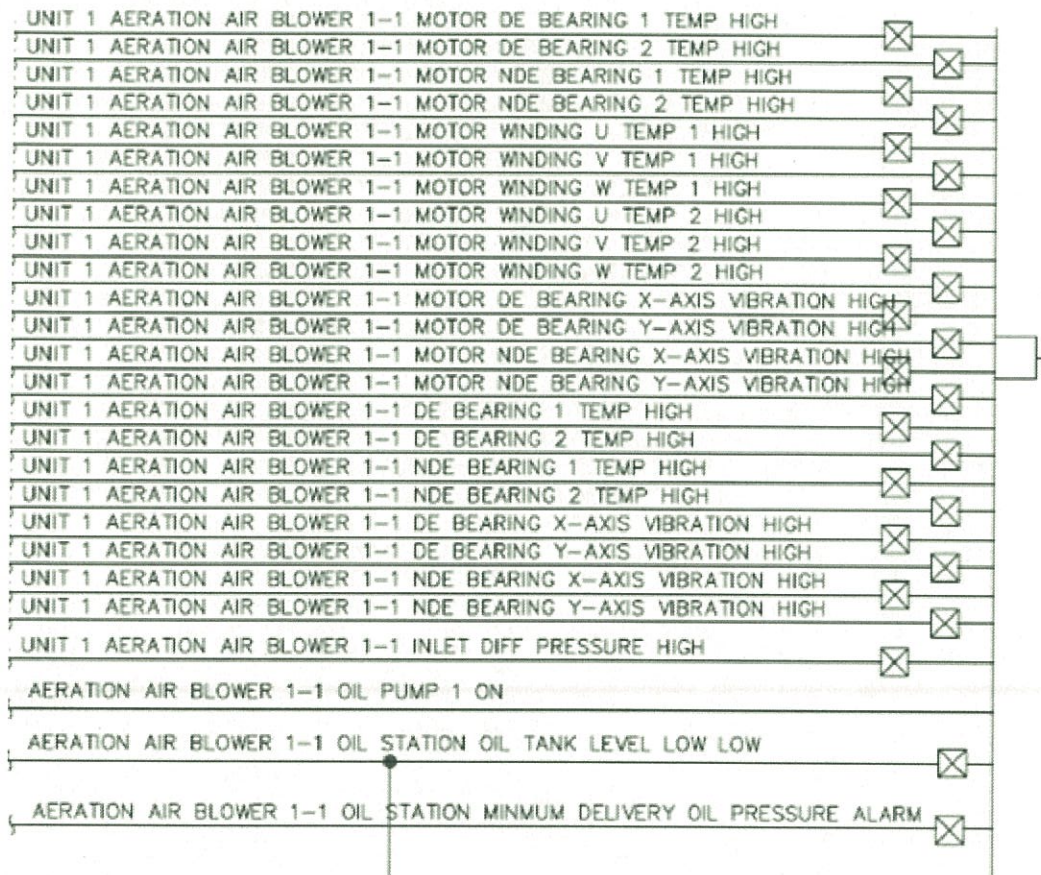 UNIT 1 AERATION AIR BLOWER 1-1 MOTOR DE BEARING 1 TEMP HIGH
UNIT 1 AERATION AIR BLOWER 1-1 MOTOR DE BEARING 2 TEMP HIGH
UNIT 1 AERATION AIR BLOWER 1-1 MOTOR NDE BEARING 1 TEMP HIGH
UNIT 1 AERATION AIR BLOWER 1-1 MOTOR NDE BEARING 2 TEMP HIGH
UNIT 1 AERATION AIR BLOWER 1-1 MOTOR WINDING U TEMP 1 HIGH
UNIT 1 AERATION AIR BLOWER 1-1 MOTOR WINDING V TEMP 1 HIGH
UNIT 1 AERATION AIR BLOWER 1-1 MOTOR WINDING W TEMP 1 HIGH
UNIT 1 AERATION AIR BLOWER 1-1 MOTOR WINDING U TEMP 2 HIGH
UNIT 1 AERATION AIR BLOWER 1-1 MOTOR WINDING V TEMP 2 HIGH
UNIT 1 AERATION AIR BLOWER 1-1 MOTOR WINDING W TEMP 2 HIGH
UNIT 1 AERATION AIR BLOWER 1-1 MOTOR DE BEARING X-AXIS VIBRATION HIGH
UNIT 1 AERATION AIR BLOWER 1-1 MOTOR DE BEARING Y-AXIS VIBRATION HIGH
UNIT 1 AERATION AIR BLOWER 1-1 MOTOR NDE BEARING X-AXIS VIBRATION HIGH
UNIT 1 AERATION AIR BLOWER 1-1 MOTOR NDE BEARING Y-AXIS VIBRATION HIGH
UNIT 1 AERATION AIR BLOWER 1-1 DE BEARING 1 TEMP HIGH
UNIT 1 AERATION AIR BLOWER 1-1 DE BEARING 2 TEMP HIGH
UNIT 1 AERATION AIR BLOWER 1-1 NDE BEARING 1 TEMP HIGH
UNIT 1 AERATION AIR BLOWER 1-1 NDE BEARING 2 TEMP HIGH
UNIT 1 AERATION AIR BLOWER 1-1 DE BEARING X-AXIS VIBRATION HIGH
UNIT 1 AERATION AIR BLOWER 1-1 DE BEARING Y-AXIS VIBRATION HIGH
UNIT 1 AERATION AIR BLOWER 1-1 NDE BEARING X-AXIS VIBRATION HIGH
UNIT 1 AERATION AIR BLOWER 1-1 NDE BEARING Y-AXIS VIBRATION HIGH
UNIT 1 AERATION AIR BLOWER 1-1 INLET DIFF PRESSURE HIGH
AERATION AIR BLOWER 1-1 OIL PUMP 1 ON
AERATION AIR BLOWER 1-1 OIL STATION OIL TANK LEVEL LOW LOW
AERATION AIR BLOWER 1-1 OIL STATION MINMUM DELIVERY OIL PRESSURE ALARM